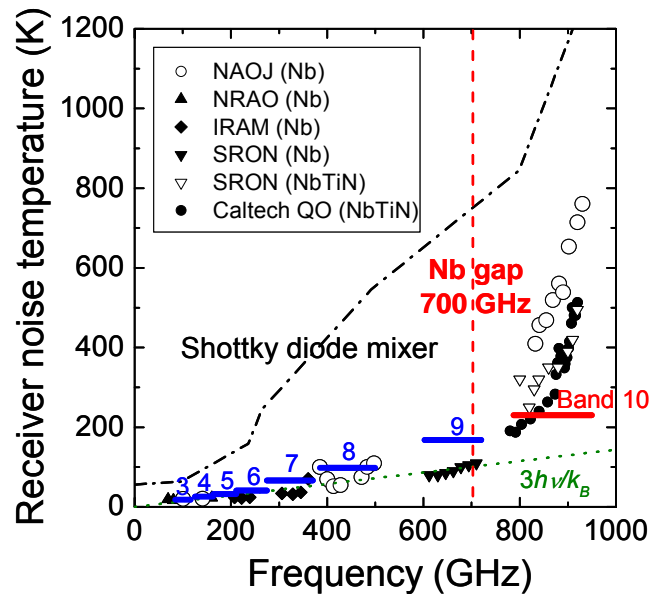 Receiver noise temperature (K)
1200
1000
800
600
400
200
0
NAOJ (Nb)
NRAO (Nb)
IRAM (Nb)
SRON (Nb)
SRON (NbTiN)
Caltech QO (NbTiN)
Nb gap
700 GHz
Shottky diode mixer
Band 10
3 4 5 6 7 8 9
3hν/k_B
0 200 400 600 800 1000
Frequency (GHz)